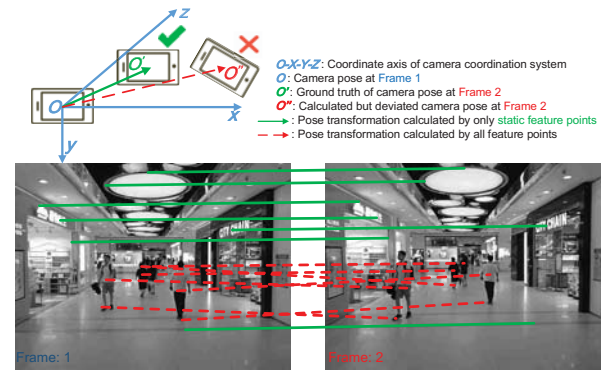 z
O'
O"
O
x
y
O-X-Y-Z: Coordinate axis of camera coordination system
O: Camera pose at Frame 1
O': Ground truth of camera pose at Frame 2
O": Calculated but deviated camera pose at Frame 2
: Pose transformation calculated by only static feature points
: Pose transformation calculated by all feature points
CITY CHAIN
Frame: 1
Frame: 2